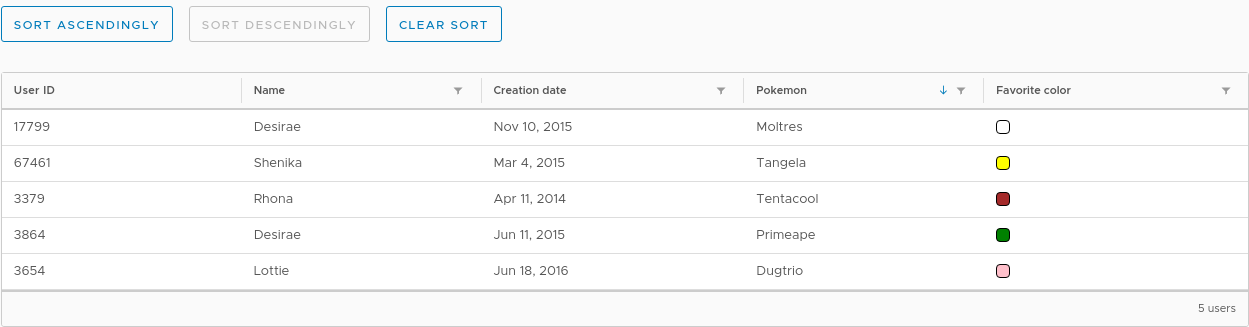 SORT ASCENDINGLY SORT DESCENDINGLY CLEAR SORT
User ID Name Creation date Pokemon Favorite color
17799 Desirae Nov 10, 2015 Moltres
67461 Shenika Mar 4, 2015 Tangela
3379 Rhona Apr 11, 2014 Tentacool
3864 Desirae Jun 11, 2015 Primeape
3654 Lottie Jun 18, 2016 Dugtrio
5 users